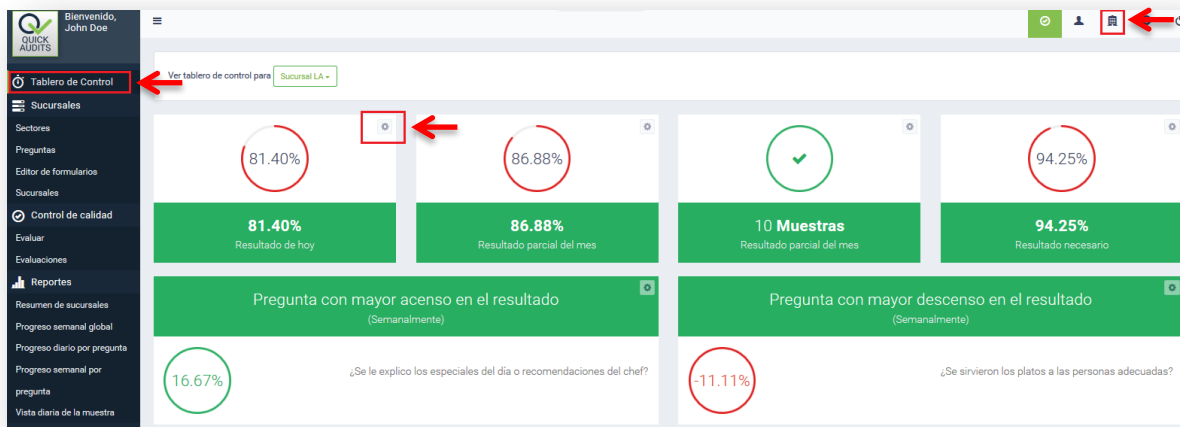 Bienvenido,
John Doe
QUICK
AUDITS
Tablero de Control
Sucursales
Sectores
Preguntas
Editor de formularios
Sucursales
Control de calidad
Evaluar
Evaluaciones
Reportes
Resumen de sucursales
Progreso semanal global
Progreso diario por pregunta
Progreso semanal por
pregunta
Vista diaria de la muestra
Ver tablero de control para Sucursal LA
81.40%
81.40%
Resultado de hoy
86.88%
86.88%
Resultado parcial del mes
10 Muestras
Resultado parcial del mes
94.25%
94.25%
Resultado necesario
Pregunta con mayor acenso en el resultado
(Semanalmente)
16.67%
¿Se le explico los especiales del día o recomendaciones del chef?
Pregunta con mayor descenso en el resultado
(Semanalmente)
-11.11%
¿Se sirvieron los platos a las personas adecuadas?